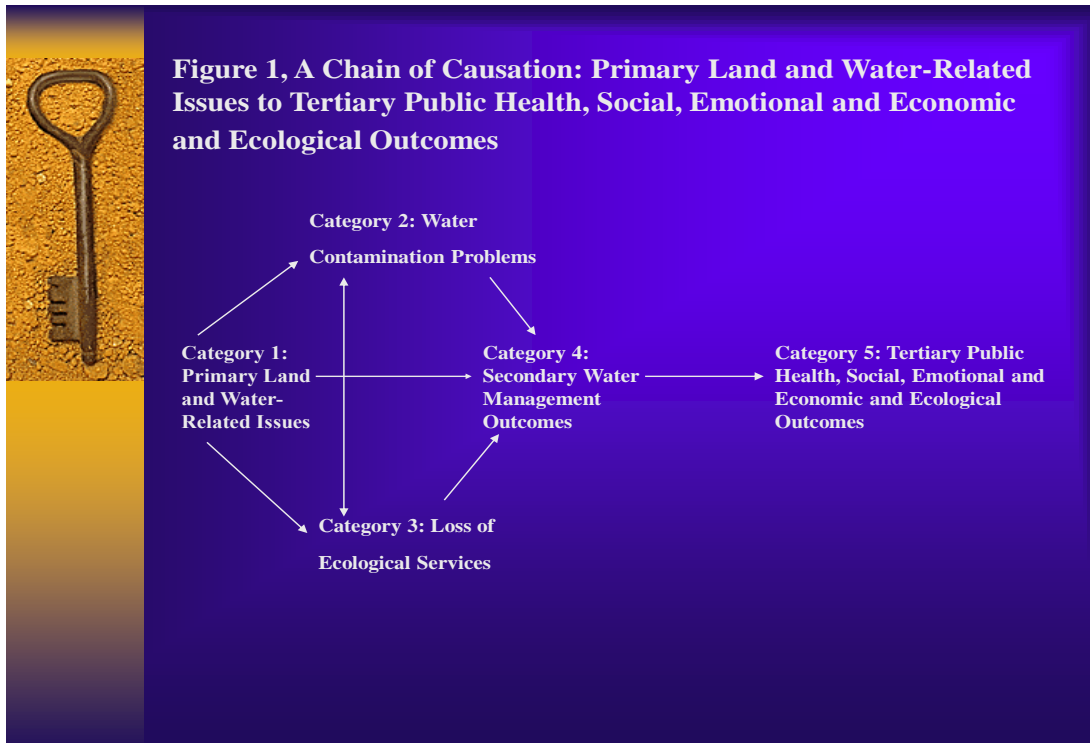 Figure 1, A Chain of Causation: Primary Land and Water-Related
Issues to Tertiary Public Health, Social, Emotional and Economic
and Ecological Outcomes
Category 2: Water
Contamination Problems
Category 1:
Primary Land
and Water-
Related Issues
Category 4:
Secondary Water
Management
Outcomes
Category 5: Tertiary Public
Health, Social, Emotional and
Economic and Ecological
Outcomes
Category 3: Loss of
Ecological Services